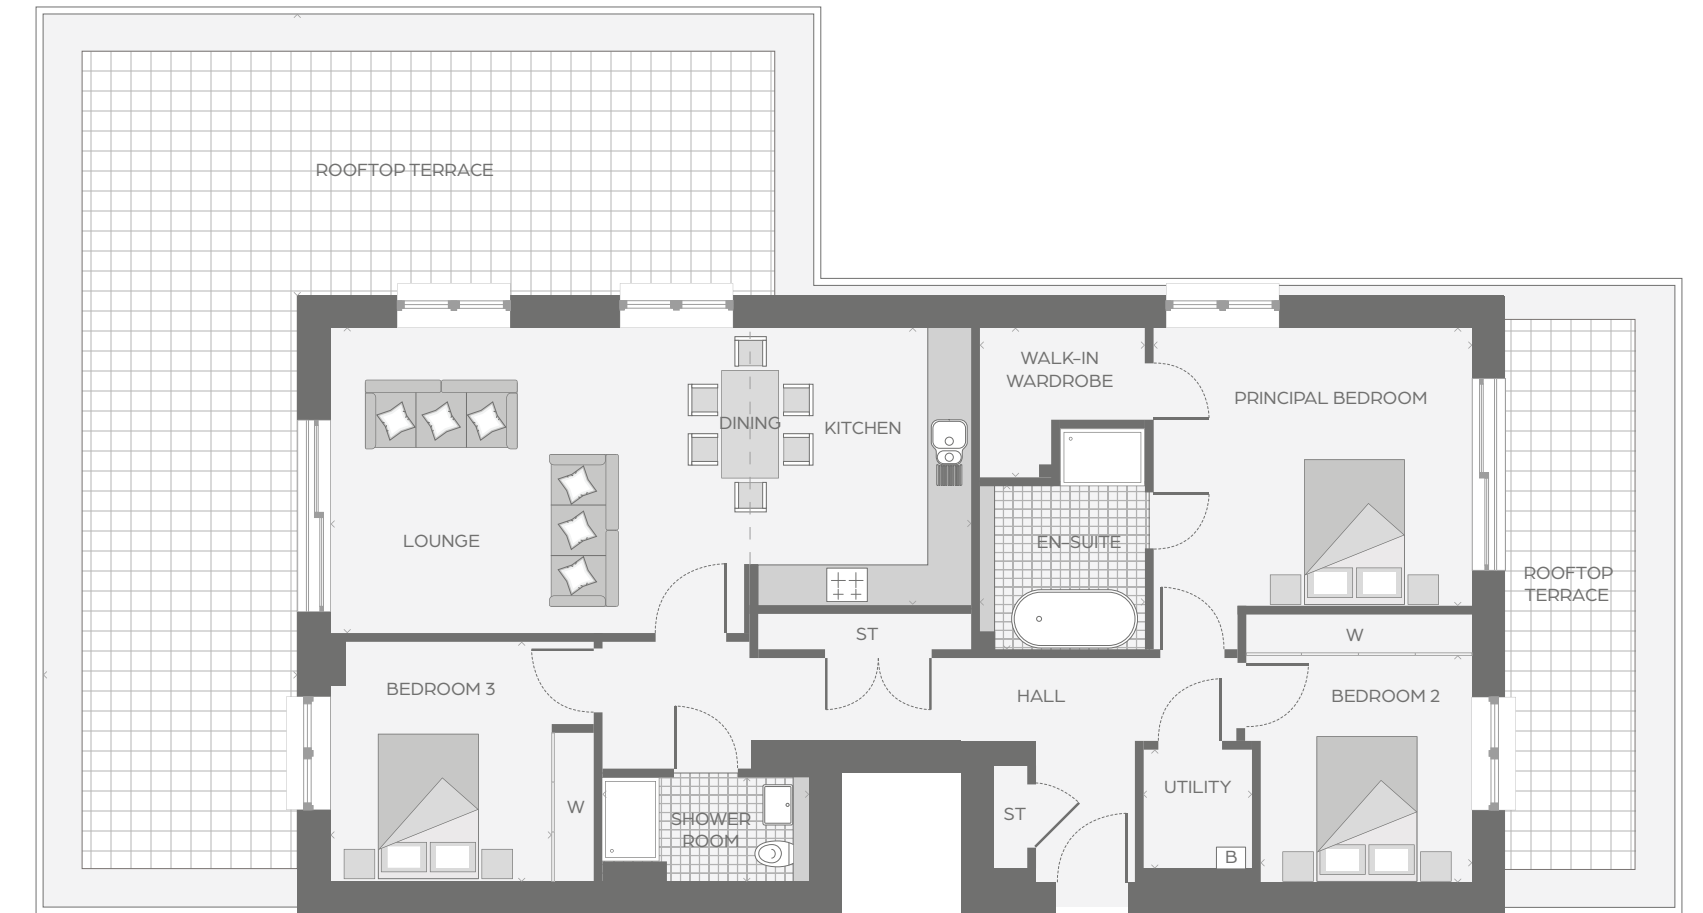 ROOFTOP TERRACE
WALK-IN
WARDROBE
PRINCIPAL BEDROOM
DINING
KITCHEN
LOUNGE
EN-SUITE
ROOFTOP
TERRACE
ST
W
BEDROOM 3
HALL
BEDROOM 2
W
SHOWER
ROOM
ST
UTILITY
B